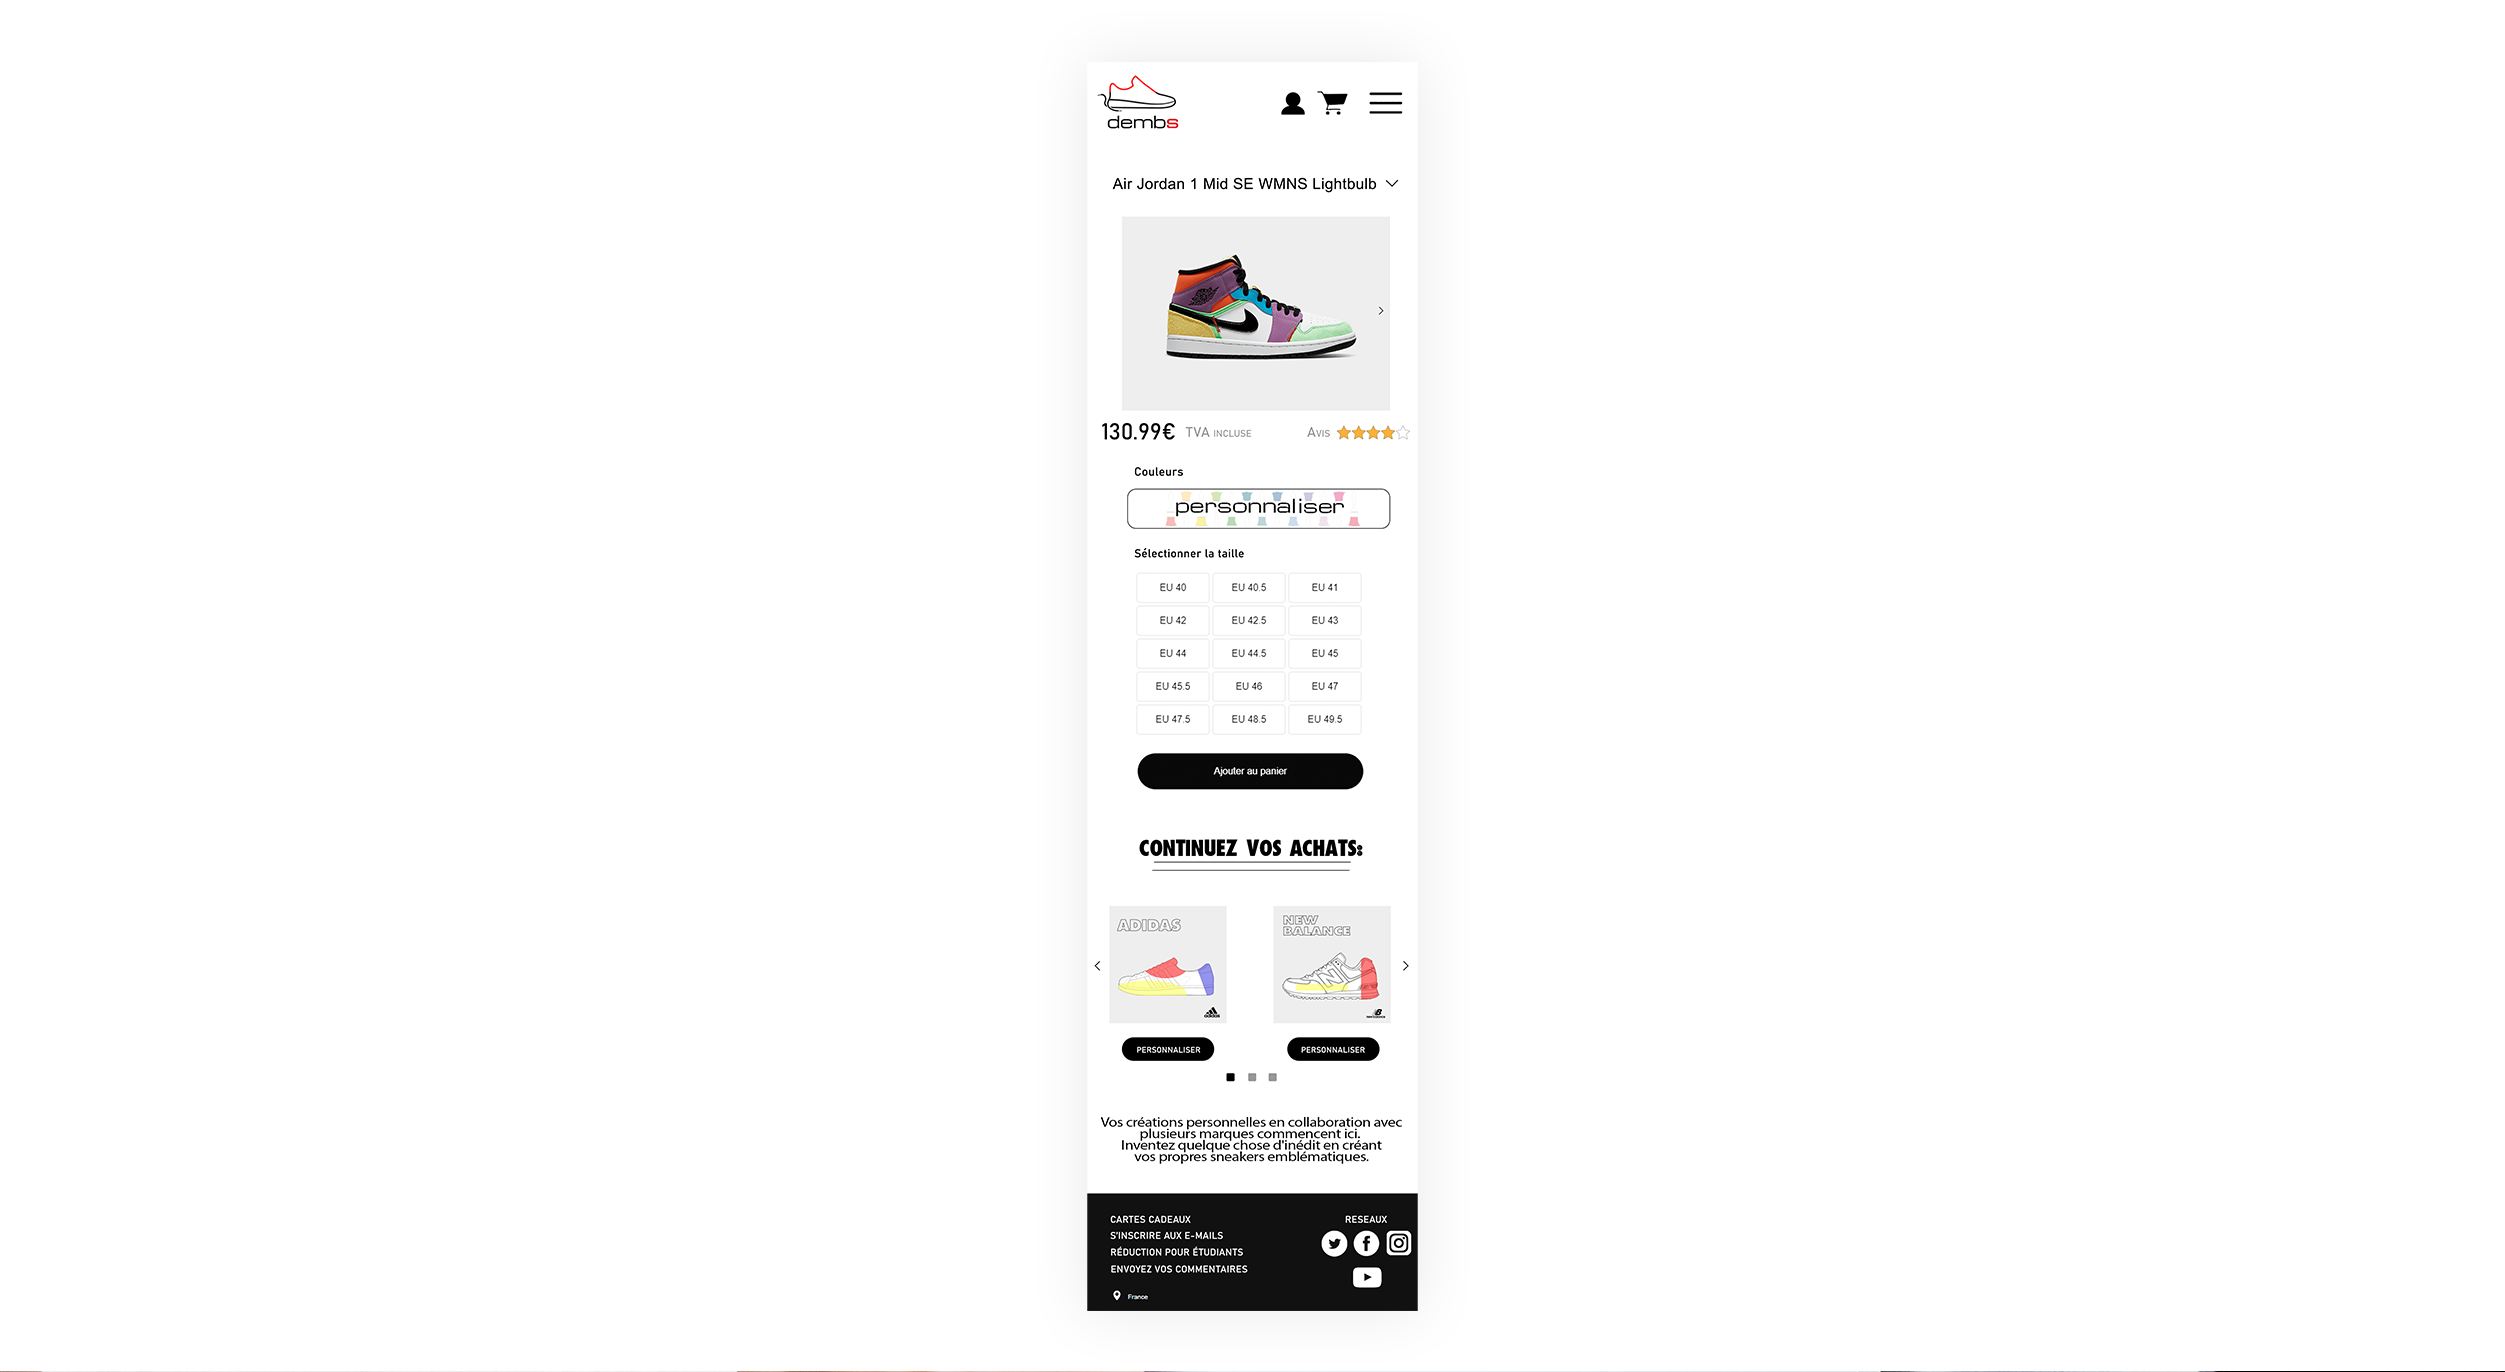 dembs
Air Jordan 1 Mid SE WMNS Lightbulb
130.99€ TVA INCLUSE AVIS
Couleurs
personnaliser
Sélectionner la taille
EU 40 EU 40.5 EU 41
EU 42 EU 42.5 EU 43
EU 44 EU 44.5 EU 45
EU 45.5 EU 46 EU 47
EU 47.5 EU 48.5 EU 49.5
Ajouter au panier
CONTINUEZ VOS ACHATS:
ADIDAS
adidas
NEW
BALANCE
new balance
PERSONNALISER PERSONNALISER
Vos créations personnelles en collaboration avec
plusieurs marques commencent ici.
Inventez quelque chose d'inédit en créant
vos propres sneakers emblématiques.
CARTES CADEAUX
S'INSCRIRE AUX E-MAILS
RÉDUCTION POUR ÉTUDIANTS
ENVOYEZ VOS COMMENTAIRES
France
RESEAUX